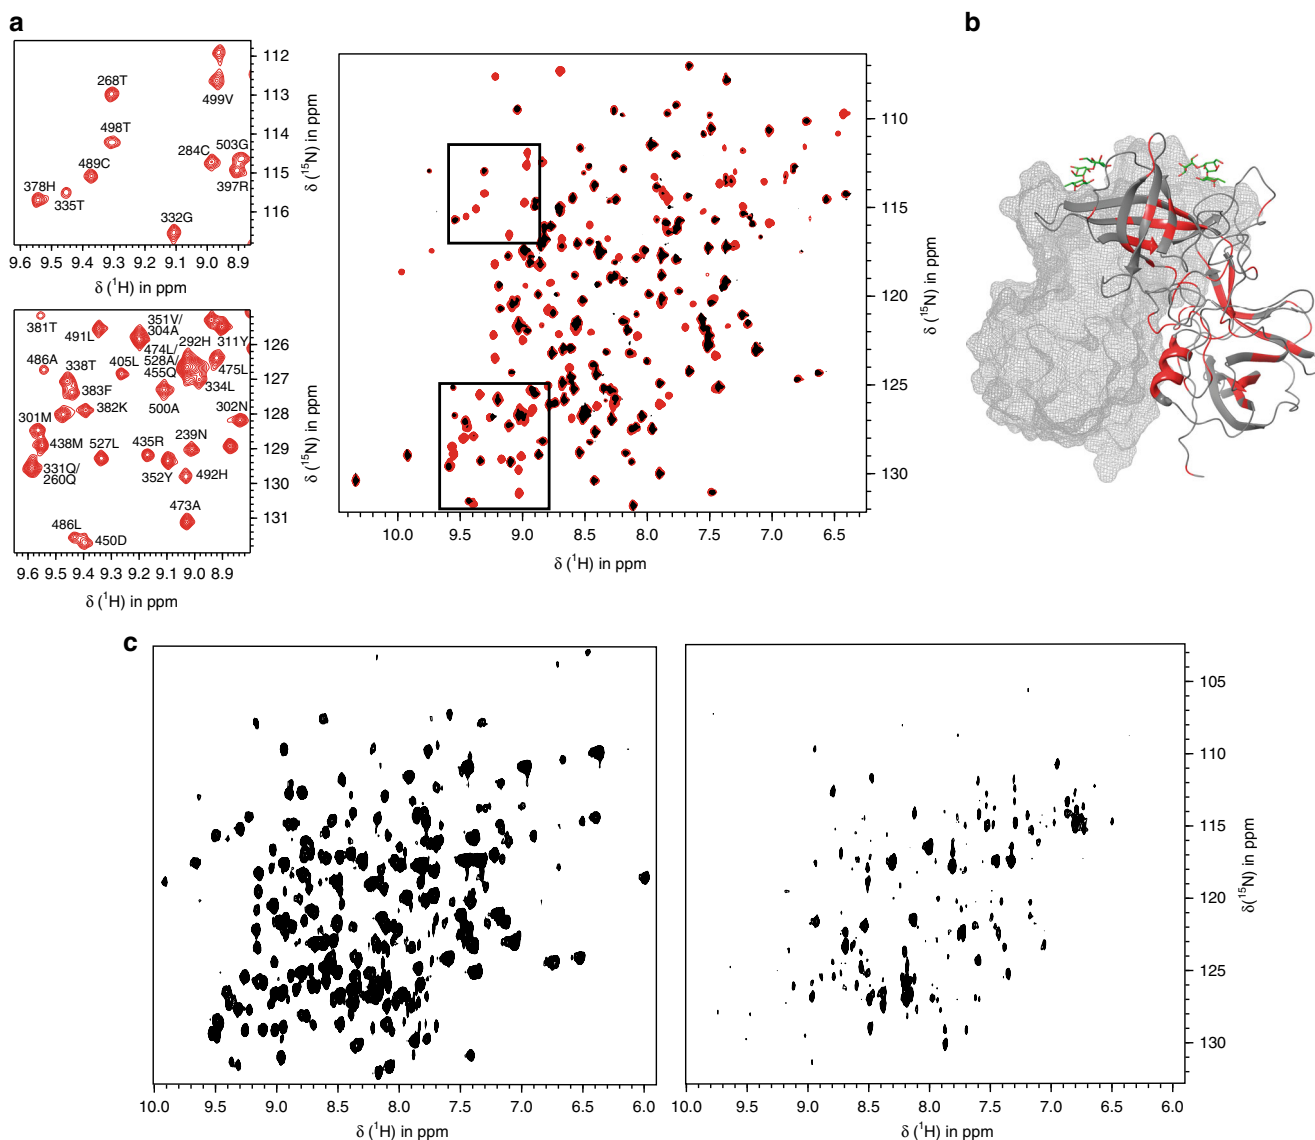 a
b
112
113
114
115
116
268T
499V
498T
503G
284C
489C
378H
335T
397R
332G
9.6 9.5 9.4 9.3 9.2 9.1 9.0 8.9
δ (¹H) in ppm
δ (¹⁵N) in ppm
381T
491L
351V/
304A
292H
311Y
474L/
528A/
455Q
475L
486A
338T
405L
383F
334L
382K
500A
301M
302N
438M
527L
435R
239N
331Q/
260Q
352Y
492H
473A
486L
450D
126
127
128
129
130
131
9.6 9.5 9.4 9.3 9.2 9.1 9.0 8.9
δ (¹H) in ppm
δ (¹⁵N) in ppm
110
115
120
125
130
δ (¹⁵N) in ppm
10.0 9.5 9.0 8.5 8.0 7.5 7.0 6.5
δ (¹H) in ppm
c
10.0 9.5 9.0 8.5 8.0 7.5 7.0 6.5 6.0
δ (¹H) in ppm
105
110
115
120
125
130
δ(¹⁵N) in ppm
10.0 9.5 9.0 8.5 8.0 7.5 7.0 6.5 6.0
δ (¹H) in ppm